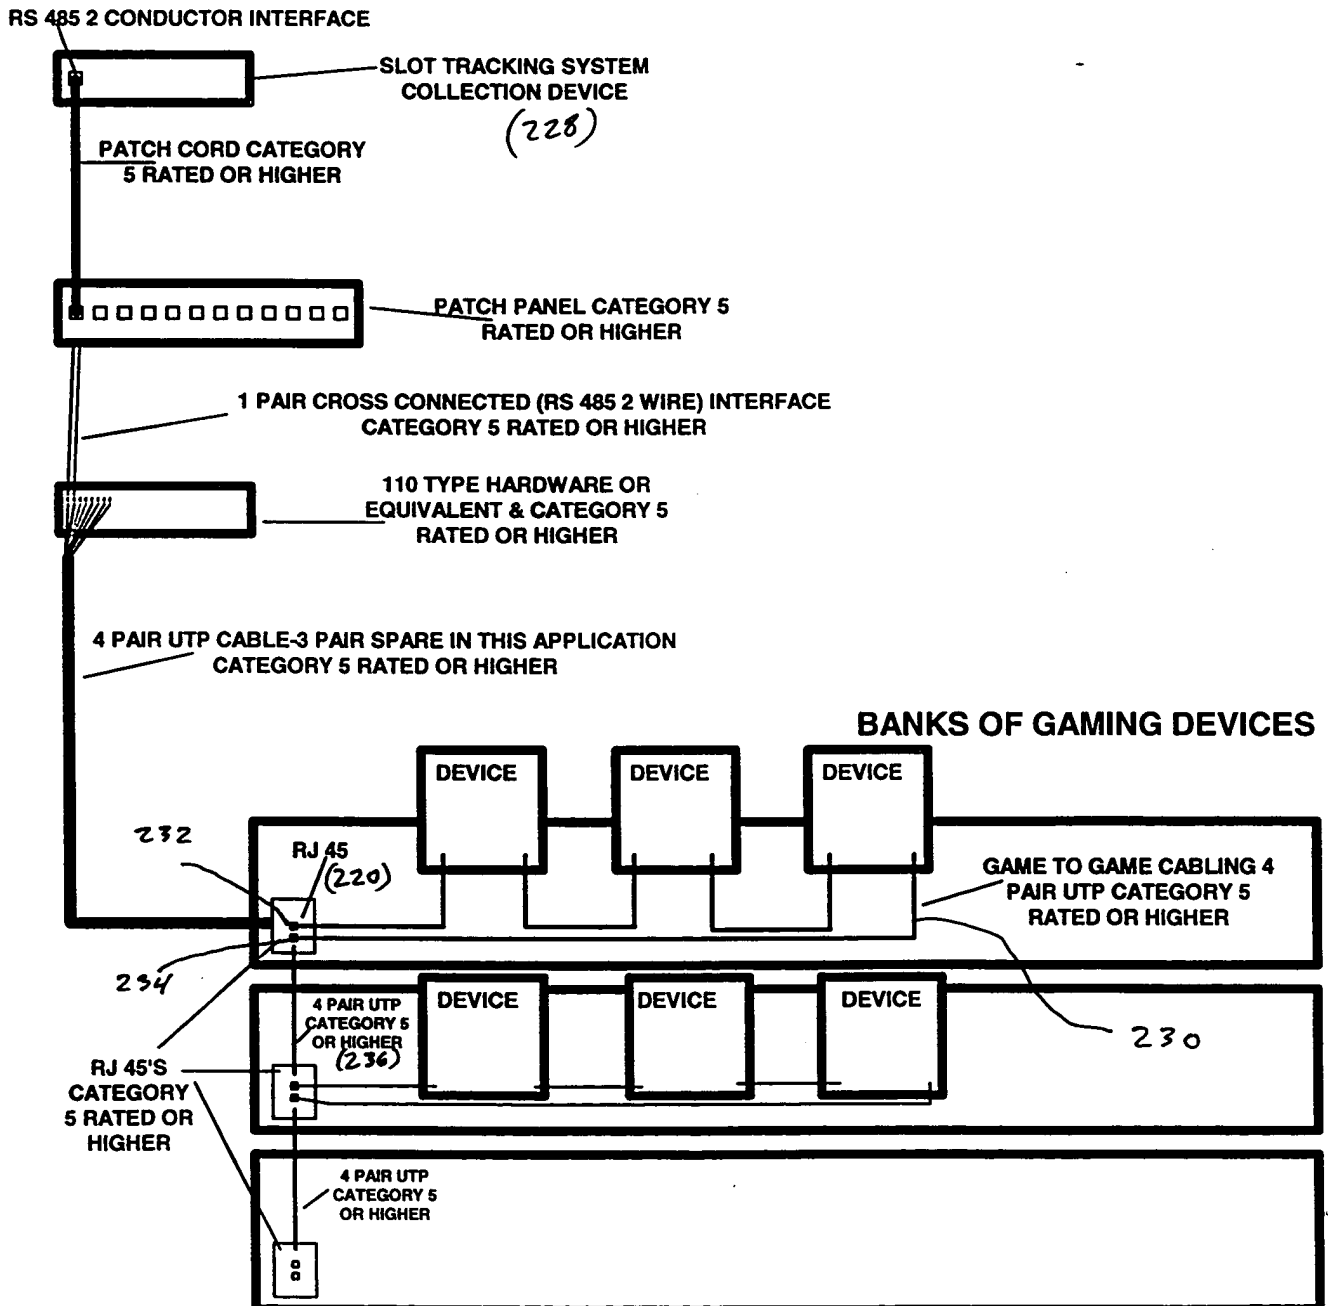 RS 485 2 CONDUCTOR INTERFACE
SLOT TRACKING SYSTEM
COLLECTION DEVICE
(228)
PATCH CORD CATEGORY
5 RATED OR HIGHER
PATCH PANEL CATEGORY 5
RATED OR HIGHER
1 PAIR CROSS CONNECTED (RS 485 2 WIRE) INTERFACE
CATEGORY 5 RATED OR HIGHER
110 TYPE HARDWARE OR
EQUIVALENT & CATEGORY 5
RATED OR HIGHER
4 PAIR UTP CABLE-3 PAIR SPARE IN THIS APPLICATION
CATEGORY 5 RATED OR HIGHER
BANKS OF GAMING DEVICES
DEVICE
DEVICE
DEVICE
232
RJ 45
(220)
GAME TO GAME CABLING 4
PAIR UTP CATEGORY 5
RATED OR HIGHER
234
230
4 PAIR UTP
CATEGORY 5
OR HIGHER
(236)
DEVICE
DEVICE
DEVICE
RJ 45'S
CATEGORY
5 RATED OR
HIGHER
4 PAIR UTP
CATEGORY 5
OR HIGHER